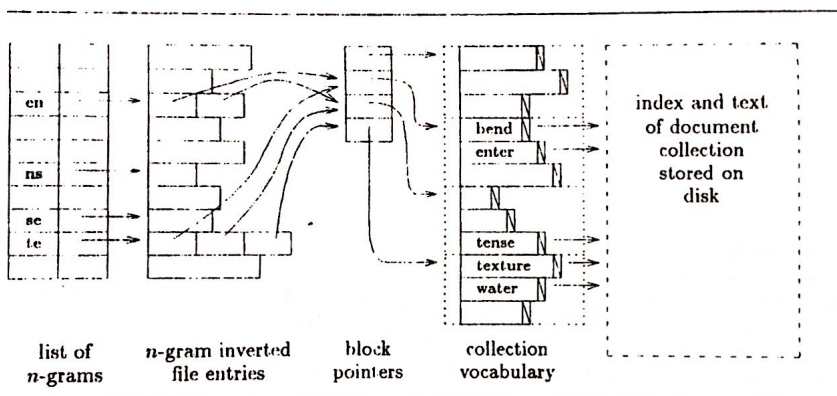 en
ns
se
te
bend
enter
tense
texture
water
index and text
of document
collection
stored on
disk
list of
n-grams
n-gram inverted
file entries
block
pointers
collection
vocabulary